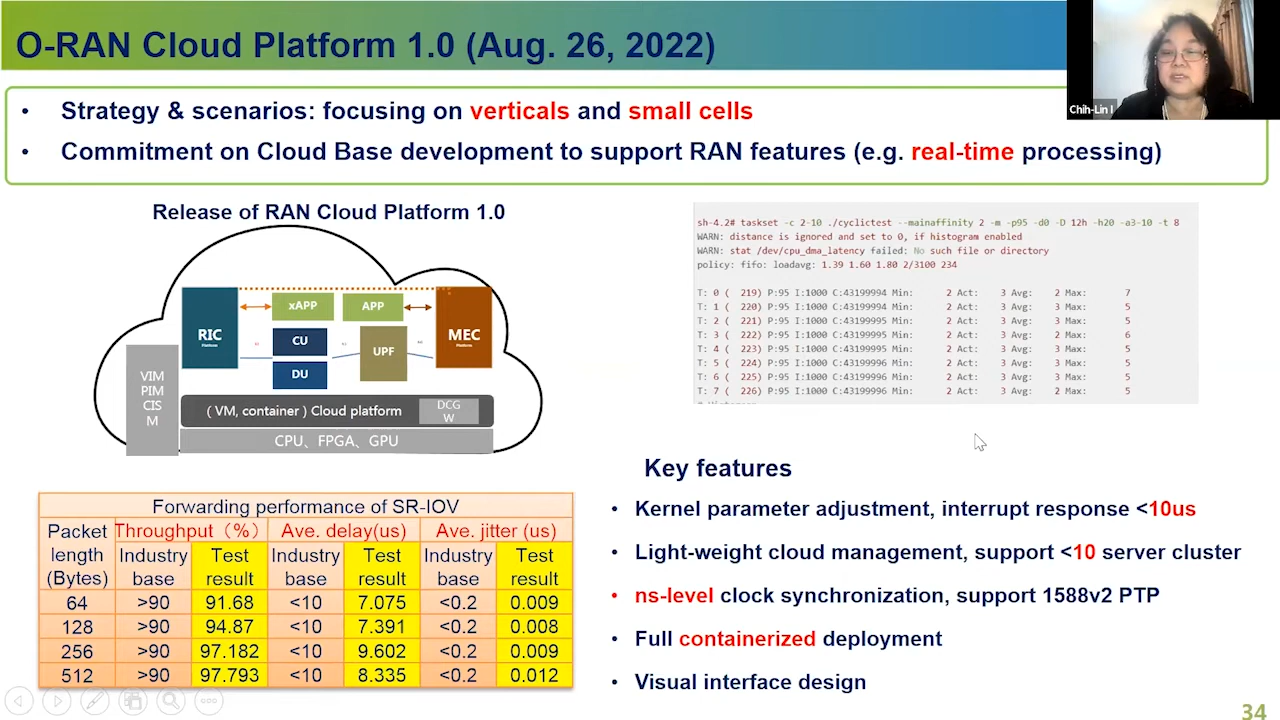 O-RAN Cloud Platform 1.0 (Aug. 26, 2022)
Chih-Lin I
• Strategy & scenarios: focusing on verticals and small cells
• Commitment on Cloud Base development to support RAN features (e.g. real-time processing)
Release of RAN Cloud Platform 1.0
RIC
Platform
xAPP
APP
CU
DU
UPF
MEC
Platform
VIM
PIM
CIS
M
( VM, container ) Cloud platform
DCG
W
CPU、FPGA、GPU
sh-4.2# taskset -c 2-10 ./cyclictest --mainaffinity 2 -m -p95 -d0 -D 12h -h20 -a3-10 -t 8
WARN: distance is ignored and set to 0, if histogram enabled
WARN: stat /dev/cpu_dma_latency failed: No such file or directory
policy: fifo: loadavg: 1.39 1.60 1.80 2/3100 234
T: 0 ( 219) P:95 I:1000 C:43199994 Min: 2 Act: 3 Avg: 2 Max: 7
T: 1 ( 220) P:95 I:1000 C:43199994 Min: 2 Act: 3 Avg: 3 Max: 5
T: 2 ( 221) P:95 I:1000 C:43199995 Min: 2 Act: 3 Avg: 3 Max: 5
T: 3 ( 222) P:95 I:1000 C:43199995 Min: 2 Act: 3 Avg: 2 Max: 6
T: 4 ( 223) P:95 I:1000 C:43199995 Min: 2 Act: 3 Avg: 3 Max: 5
T: 5 ( 224) P:95 I:1000 C:43199996 Min: 2 Act: 3 Avg: 3 Max: 5
T: 6 ( 225) P:95 I:1000 C:43199996 Min: 2 Act: 3 Avg: 3 Max: 5
T: 7 ( 226) P:95 I:1000 C:43199996 Min: 2 Act: 3 Avg: 2 Max: 5
Forwarding performance of SR-IOV
Packet length (Bytes) Throughput（%） Ave. delay(us) Ave. jitter (us)
Industry base Test result Industry base Test result Industry base Test result
64 >90 91.68 <10 7.075 <0.2 0.009
128 >90 94.87 <10 7.391 <0.2 0.008
256 >90 97.182 <10 9.602 <0.2 0.009
512 >90 97.793 <10 8.335 <0.2 0.012
Key features
• Kernel parameter adjustment, interrupt response <10us
• Light-weight cloud management, support <10 server cluster
• ns-level clock synchronization, support 1588v2 PTP
• Full containerized deployment
• Visual interface design
34